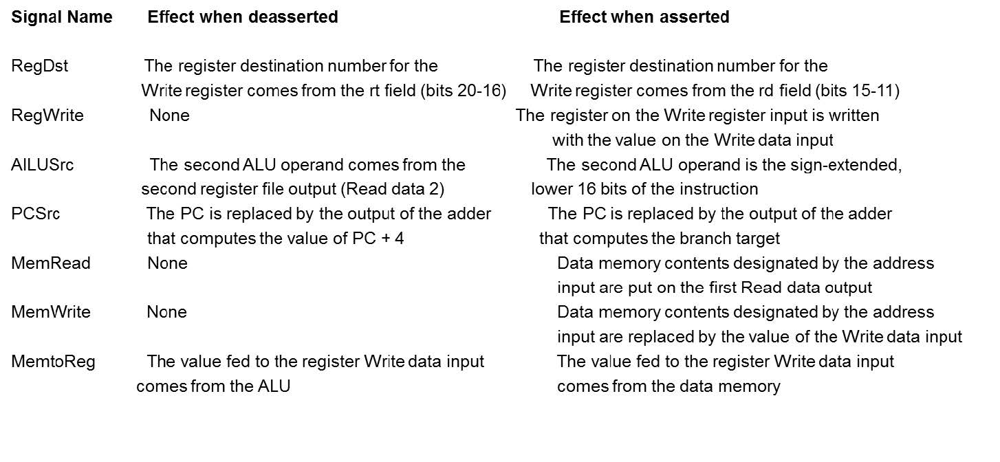 Signal Name Effect when deasserted Effect when asserted
RegDst The register destination number for the The register destination number for the
Write register comes from the rt field (bits 20-16) Write register comes from the rd field (bits 15-11)
RegWrite None The register on the Write register input is written
with the value on the Write data input
AlLUSrc The second ALU operand comes from the The second ALU operand is the sign-extended,
second register file output (Read data 2) lower 16 bits of the instruction
PCSrc The PC is replaced by the output of the adder The PC is replaced by the output of the adder
that computes the value of PC + 4 that computes the branch target
MemRead None Data memory contents designated by the address
input are put on the first Read data output
MemWrite None Data memory contents designated by the address
input are replaced by the value of the Write data input
MemtoReg The value fed to the register Write data input The value fed to the register Write data input
comes from the ALU comes from the data memory